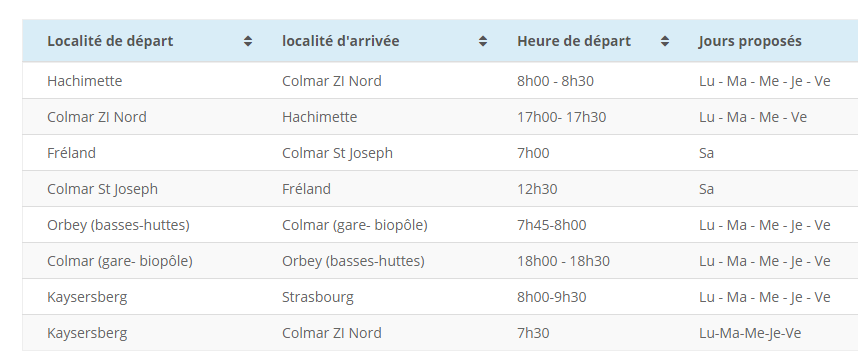 Localité de départ localité d'arrivée Heure de départ Jours proposés
Hachimette Colmar ZI Nord 8h00 - 8h30 Lu - Ma - Me - Je - Ve
Colmar ZI Nord Hachimette 17h00- 17h30 Lu - Ma - Me - Ve
Fréland Colmar St Joseph 7h00 Sa
Colmar St Joseph Fréland 12h30 Sa
Orbey (basses-huttes) Colmar (gare- biopôle) 7h45-8h00 Lu - Ma - Me - Je - Ve
Colmar (gare- biopôle) Orbey (basses-huttes) 18h00 - 18h30 Lu - Ma - Me - Je - Ve
Kaysersberg Strasbourg 8h00-9h30 Lu - Ma - Me - Je - Ve
Kaysersberg Colmar ZI Nord 7h30 Lu-Ma-Me-Je-Ve